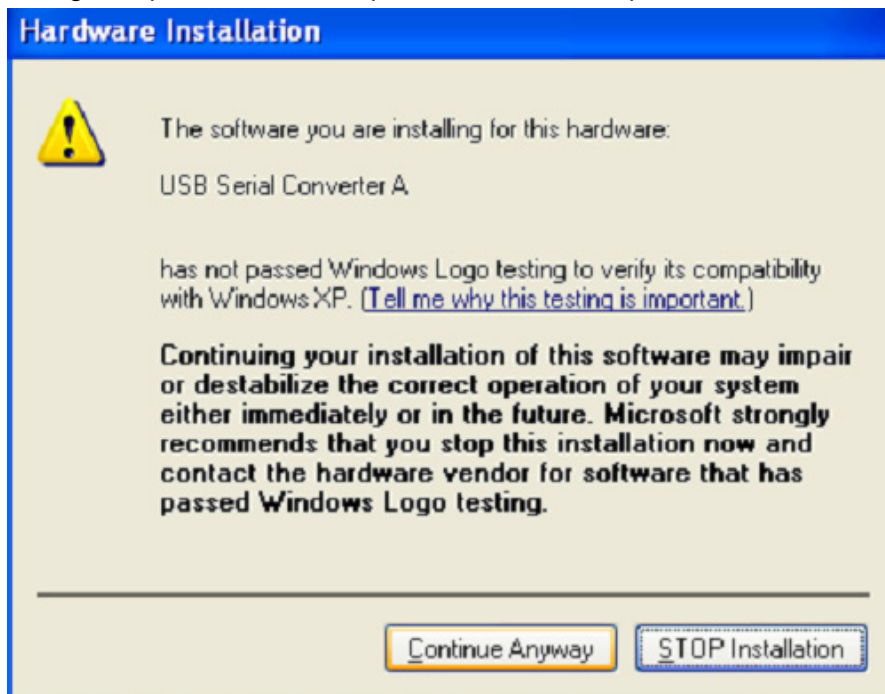 Hardware Installation
The software you are installing for this hardware:
USB Serial Converter A
has not passed Windows Logo testing to verify its compatibility
with Windows XP. (Tell me why this testing is important.)
Continuing your installation of this software may impair
or destabilize the correct operation of your system
either immediately or in the future. Microsoft strongly
recommends that you stop this installation now and
contact the hardware vendor for software that has
passed Windows Logo testing.
Continue Anyway STOP Installation